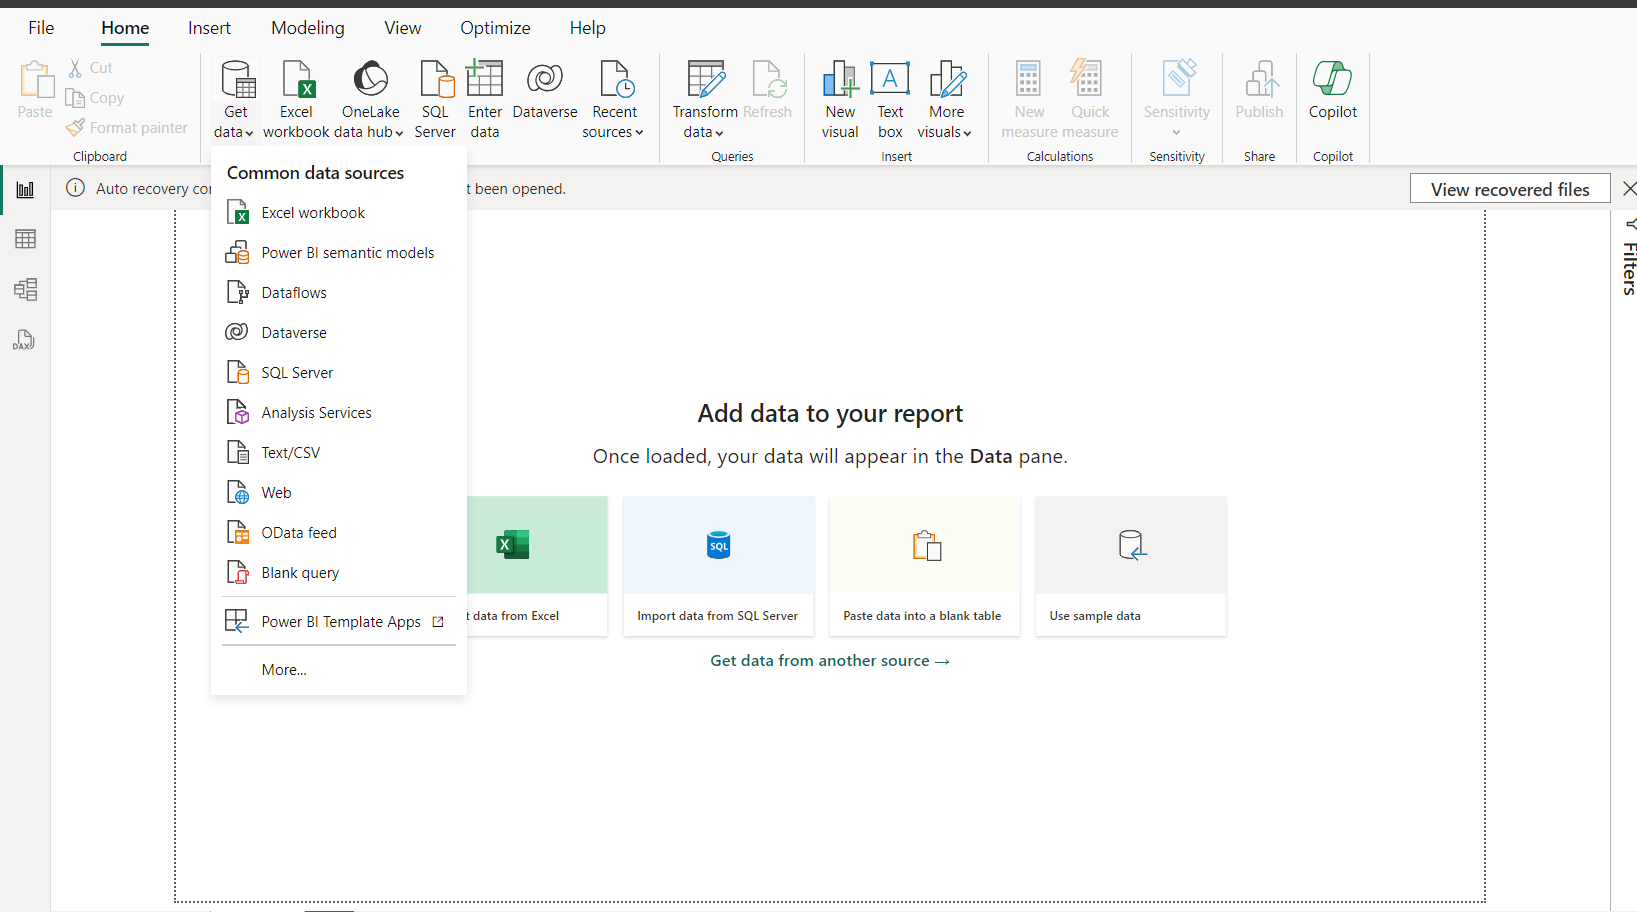 File Home Insert Modeling View Optimize Help
Paste
Cut
Copy
Format painter
Clipboard
Get data
Excel workbook
OneLake data hub
SQL Server
Enter data
Dataverse
Recent sources
Transform data
Refresh
Queries
New visual
Text box
More visuals
Insert
New measure
Quick measure
Calculations
Sensitivity
Sensitivity
Publish
Share
Copilot
Copilot
Auto recovery
t been opened.
View recovered files
Common data sources
Excel workbook
Power BI semantic models
Dataflows
Dataverse
SQL Server
Analysis Services
Text/CSV
Web
OData feed
Blank query
Power BI Template Apps
More...
DAX
Add data to your report
Once loaded, your data will appear in the Data pane.
SQL
data from Excel
Import data from SQL Server
Paste data into a blank table
Use sample data
Get data from another source →
Filters